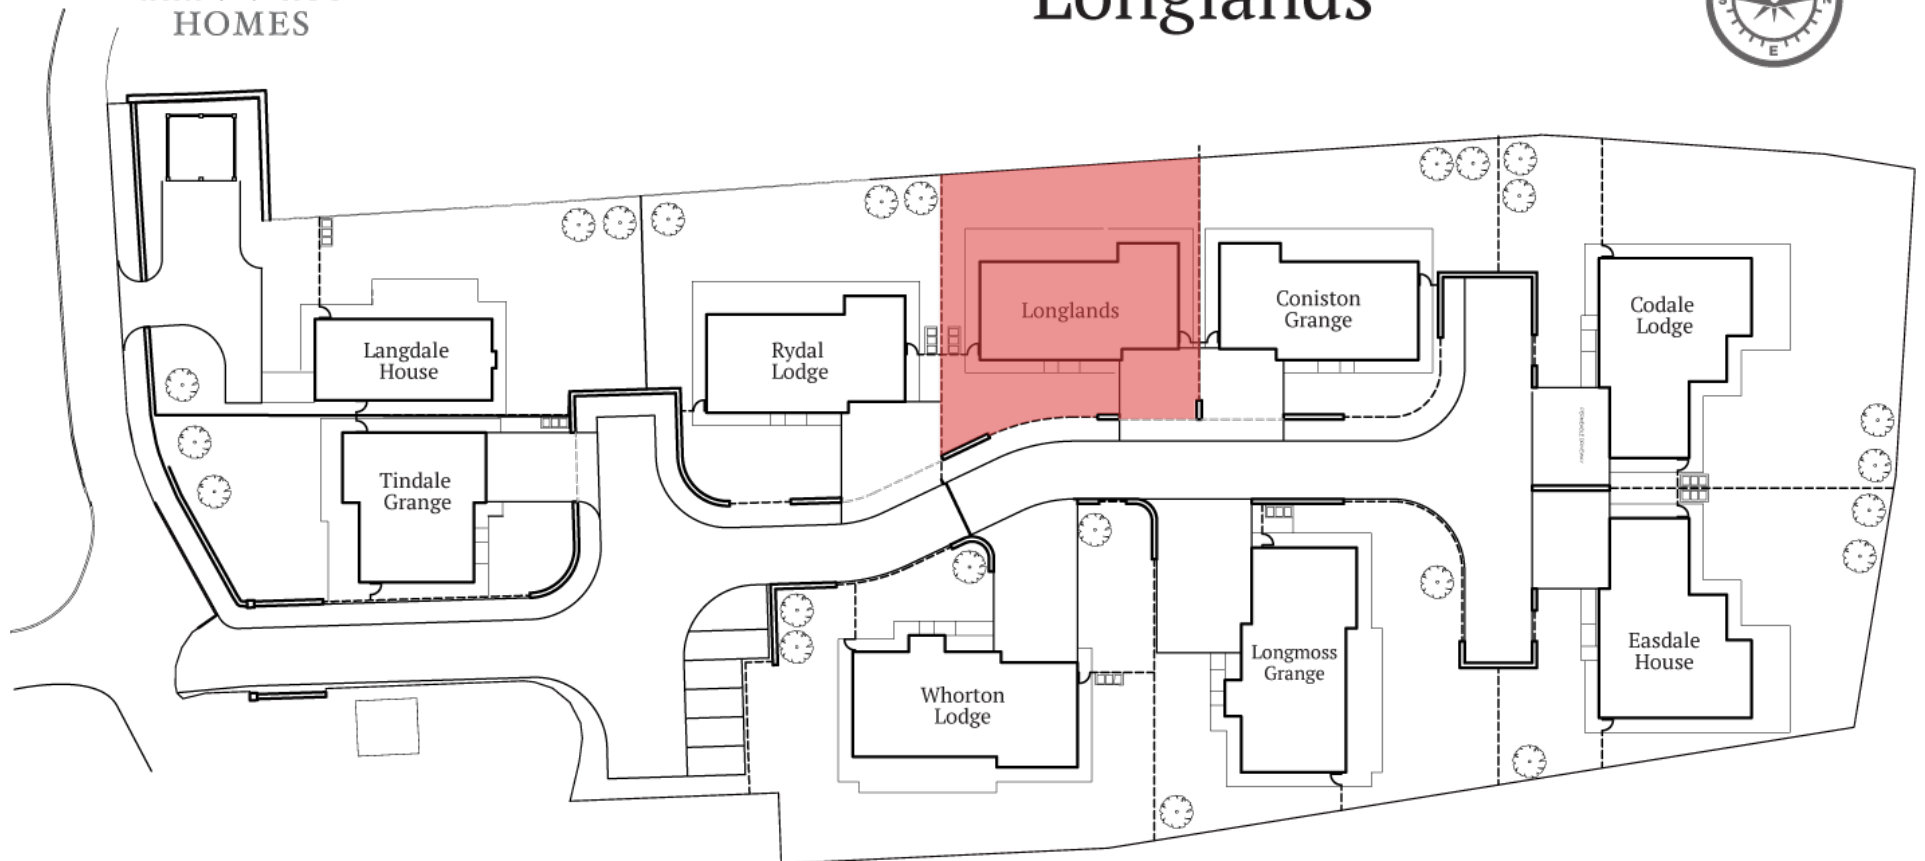 HOMES
Longlands
E
Langdale
House
Tindale
Grange
Rydal
Lodge
Longlands
Coniston
Grange
Codale
Lodge
Whorton
Lodge
Longmoss
Grange
Easdale
House